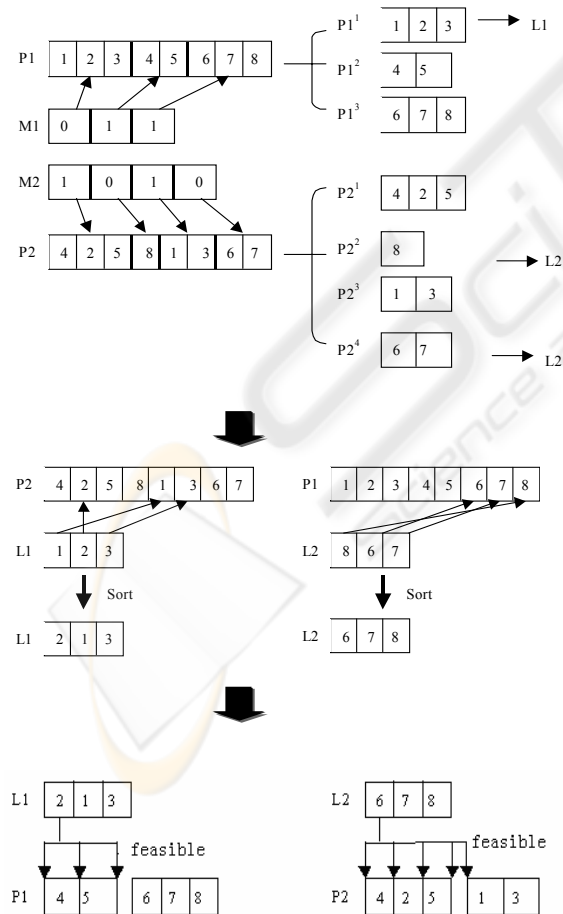 P1¹ 1 2 3 L1
P1 1 2 3 4 5 6 7 8
P1² 4 5
P1³ 6 7 8
M1 0 1 1
M2 1 0 1 0
P2¹ 4 2 5
P2 4 2 5 8 1 3 6 7
P2² 8 L2
P2³ 1 3
P2⁴ 6 7 L2
P2 4 2 5 8 1 3 6 7
P1 1 2 3 4 5 6 7 8
L1 1 2 3
L2 8 6 7
Sort
Sort
L1 2 1 3
L2 6 7 8
L1 2 1 3
L2 6 7 8
feasible
feasible
P1 4 5 6 7 8
P2 4 2 5 1 3
science